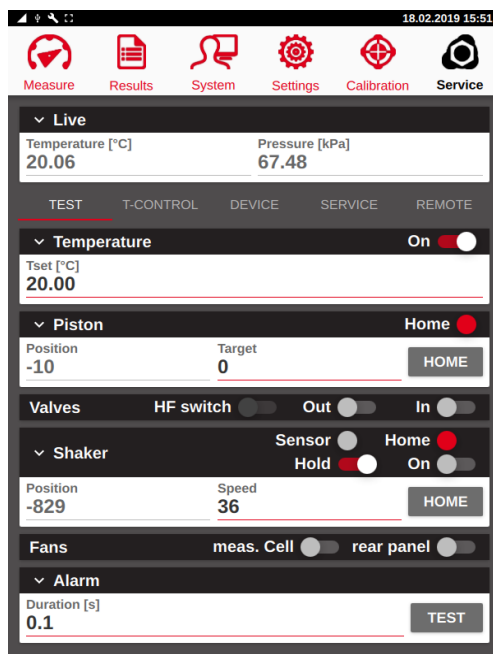 18.02.2019 15:51
Measure Results System Settings Calibration Service
Live
Temperature [°C] Pressure [kPa]
20.06 67.48
TEST T-CONTROL DEVICE SERVICE REMOTE
Temperature On
Tset [°C]
20.00
Piston Home
Position Target
-10 0 HOME
Valves HF switch Out In
Sensor Home
Shaker
Hold On
Position Speed
-829 36 HOME
Fans meas. Cell rear panel
Alarm
Duration [s]
0.1 TEST